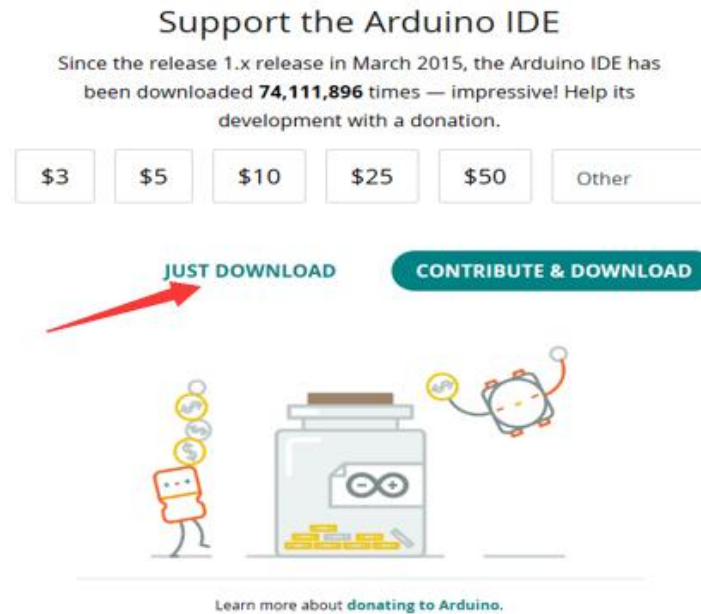 Support the Arduino IDE
Since the release 1.x release in March 2015, the Arduino IDE has
been downloaded 74,111,896 times — impressive! Help its
development with a donation.
$3 $5 $10 $25 $50 Other
JUST DOWNLOAD CONTRIBUTE & DOWNLOAD
Learn more about donating to Arduino.